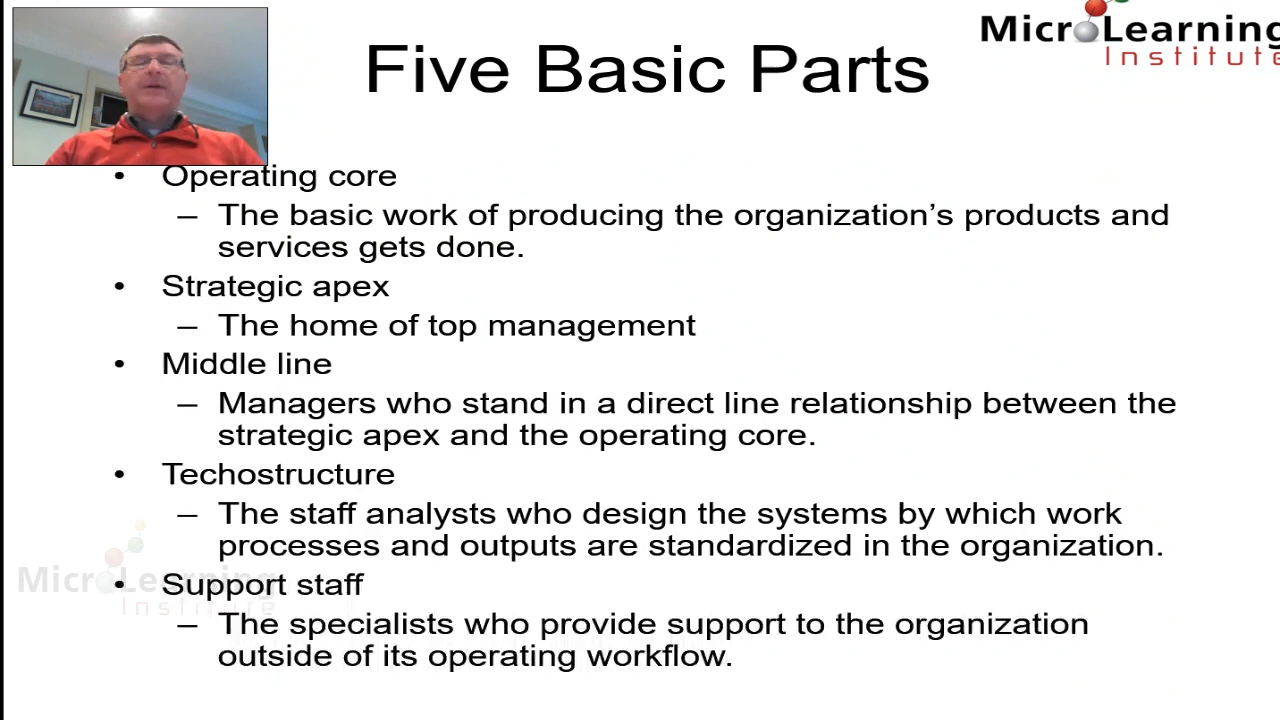 MicroLearning
Institute
Five Basic Parts
• Operating core
– The basic work of producing the organization’s products and
services gets done.
• Strategic apex
– The home of top management
• Middle line
– Managers who stand in a direct line relationship between the
strategic apex and the operating core.
• Techostructure
– The staff analysts who design the systems by which work
processes and outputs are standardized in the organization.
• Support staff
– The specialists who provide support to the organization
outside of its operating workflow.
MicroLearning
Institute